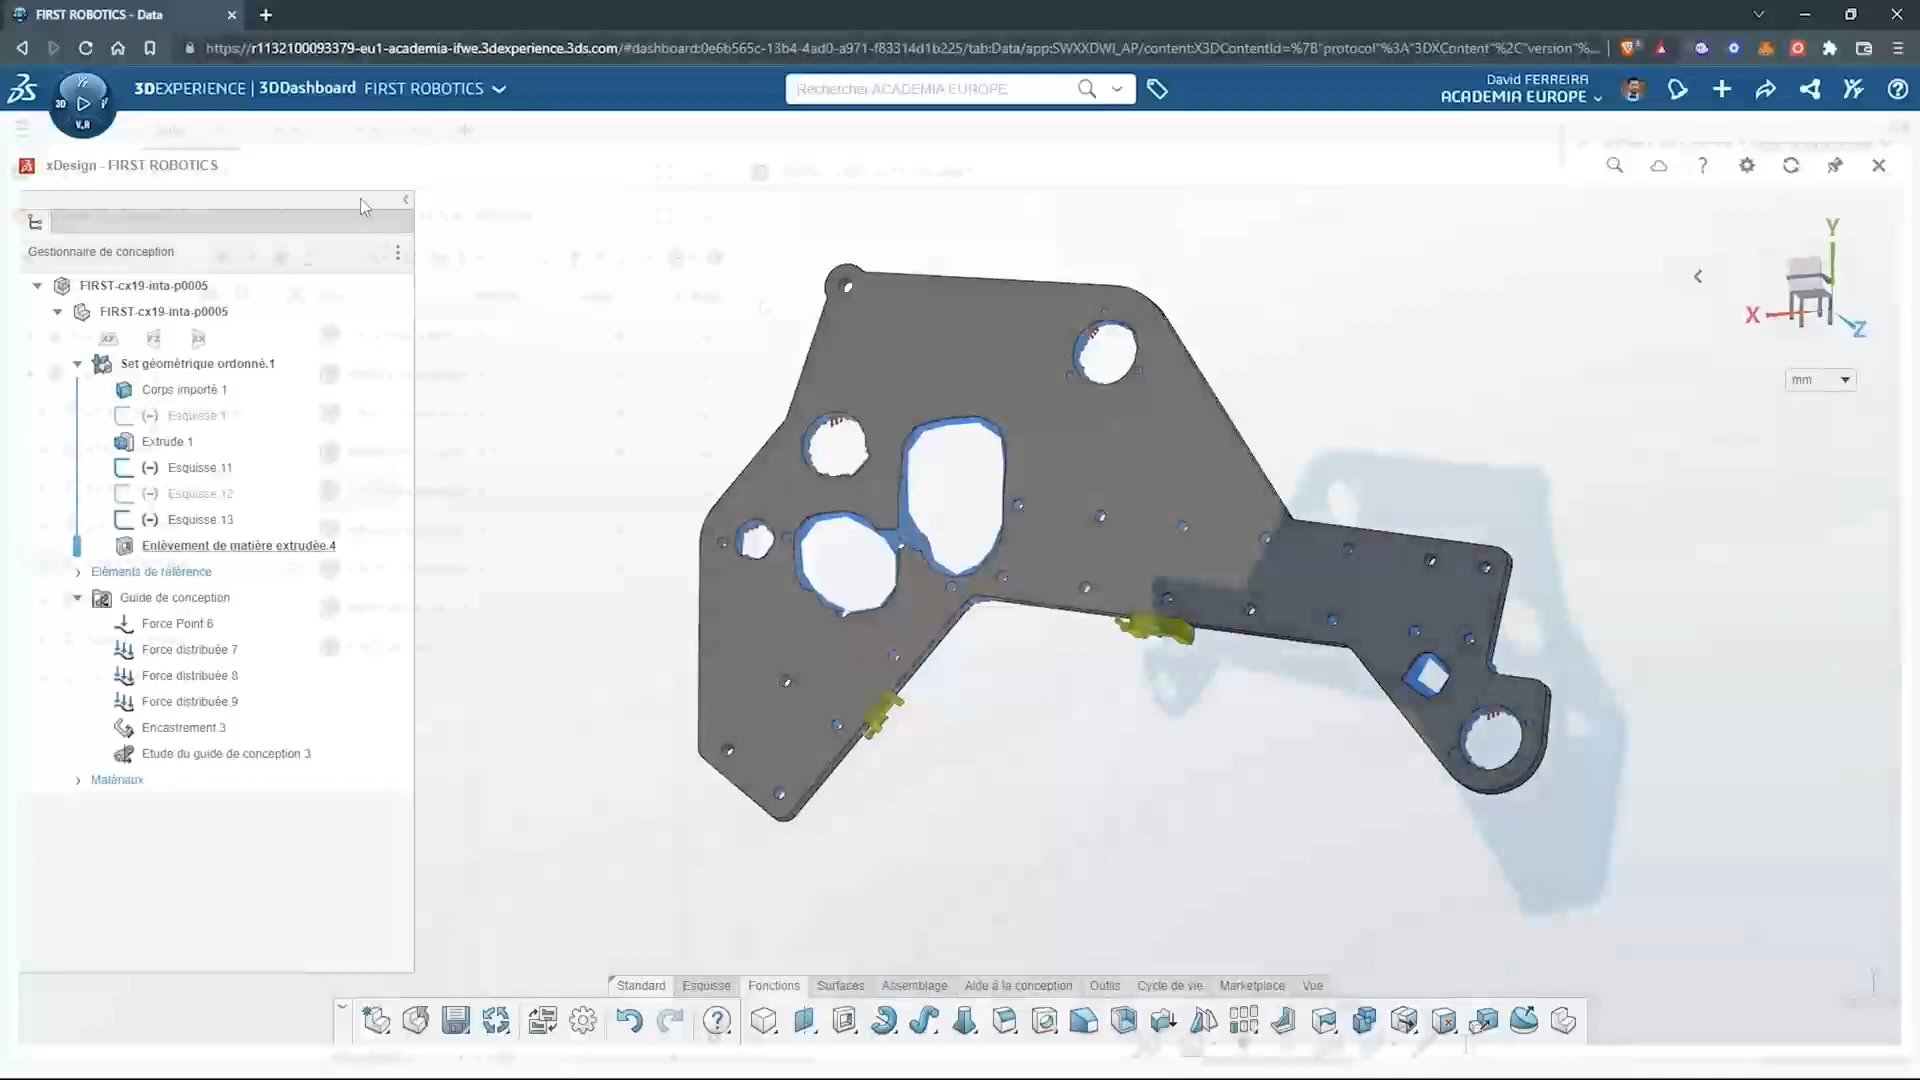 FIRST ROBOTICS - Data
https://r1132100093379-eu1-academia-ifwe.3dexperience.3ds.com/#dashboard:0e6b565c-13b4-4ad0-a971-f83314d1b225/tab:Data/app:SWXXDWI_AP/content:X3DContentId=%7B"protocol"%3A"3DXContent"%2C"version"%...
3DEXPERIENCE | 3DDashboard FIRST ROBOTICS
Rechercher ACADEMIA EUROPE
David FERREIRA
ACADEMIA EUROPE
3D
V.R
xDesign - FIRST ROBOTICS
Gestionnaire de conception
FIRST-cx19-inta-p0005
FIRST-cx19-inta-p0005
XY YZ ZX
Set géométrique ordonné.1
Corps importé 1
(-) Esquisse 1
Extrude 1
(-) Esquisse 11
(-) Esquisse 12
(-) Esquisse 13
Enlèvement de matière extrudée.4
Eléments de référence
Guide de conception
Force Point 6
Force distribuée 7
Force distribuée 8
Force distribuée 9
Encastrement 3
Etude du guide de conception 3
Matériaux
Y
X
Z
mm
Standard Esquisse Fonctions Surfaces Assemblage Aide à la conception Outils Cycle de vie Marketplace Vue